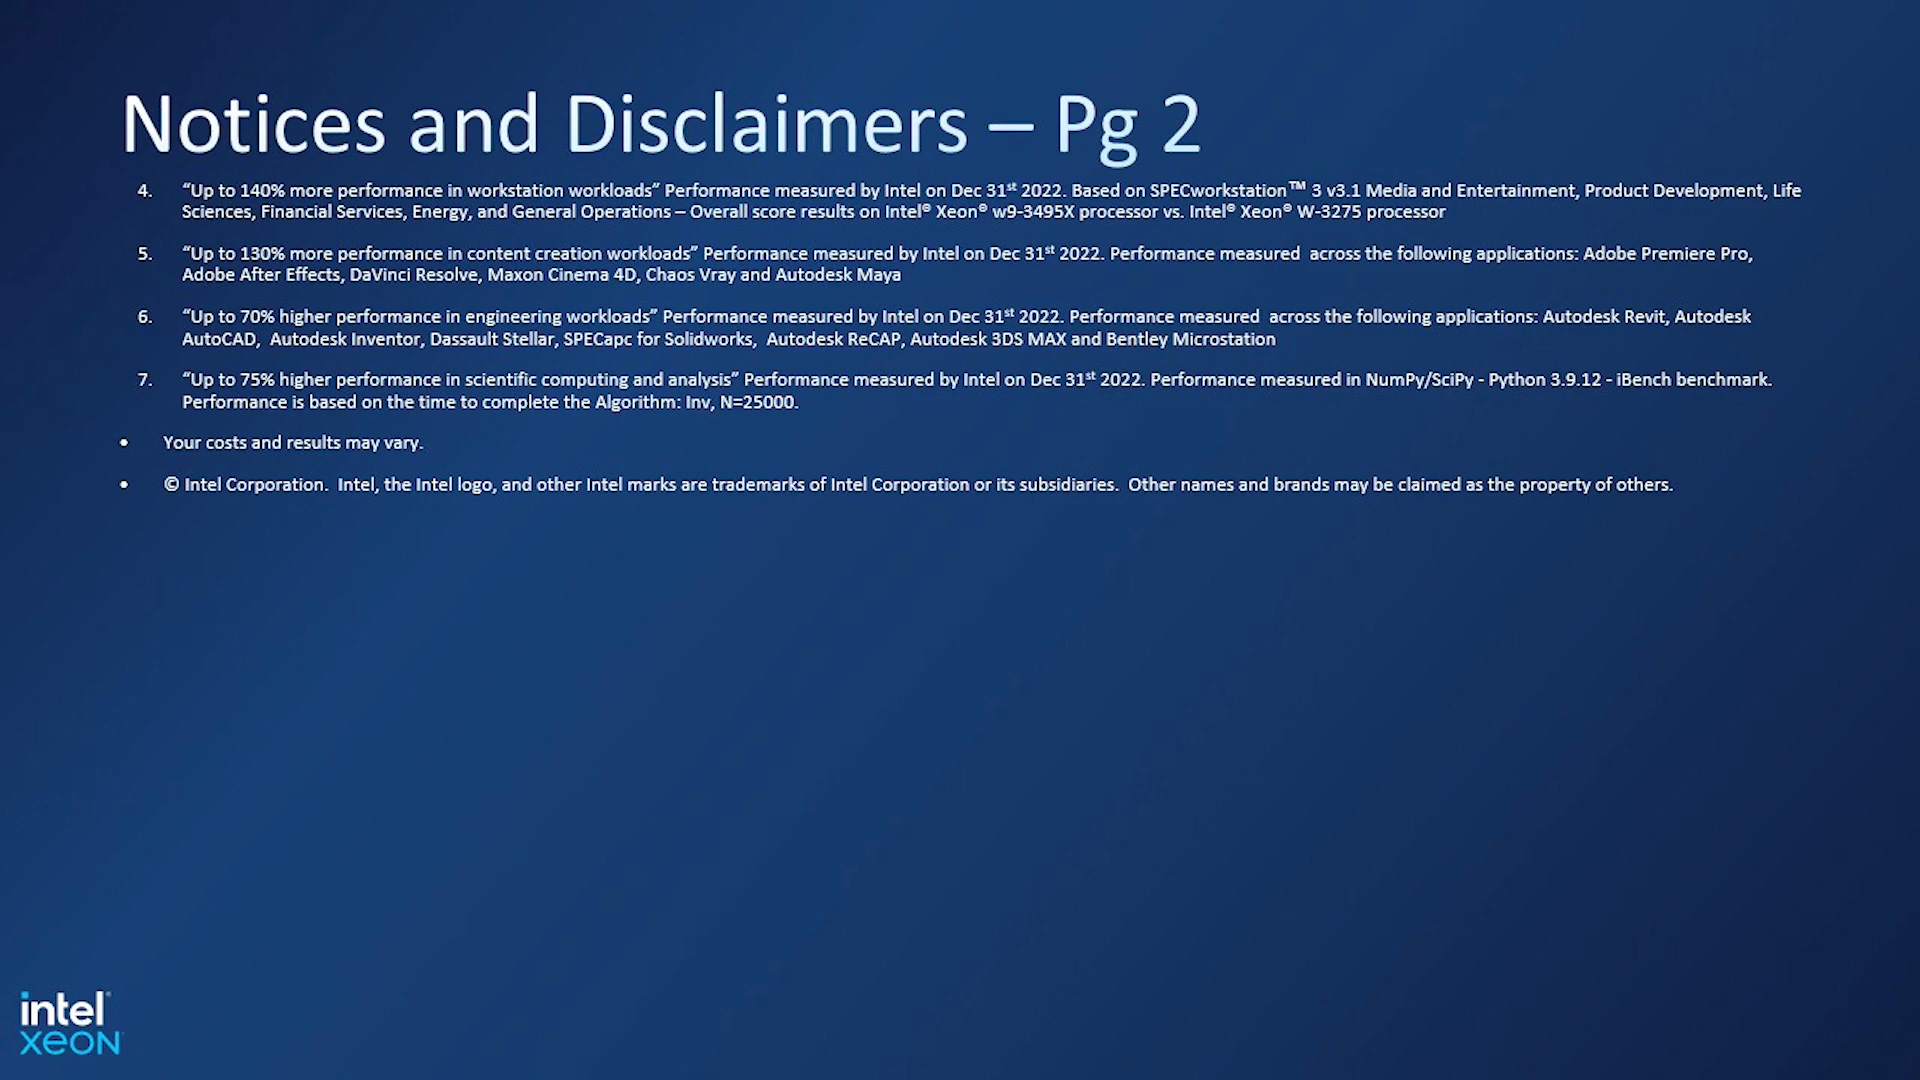 Notices and Disclaimers – Pg 2
4. “Up to 140% more performance in workstation workloads” Performance measured by Intel on Dec 31st 2022. Based on SPECworkstation™ 3 v3.1 Media and Entertainment, Product Development, Life
Sciences, Financial Services, Energy, and General Operations – Overall score results on Intel® Xeon® w9-3495X processor vs. Intel® Xeon® W-3275 processor
5. “Up to 130% more performance in content creation workloads” Performance measured by Intel on Dec 31st 2022. Performance measured across the following applications: Adobe Premiere Pro,
Adobe After Effects, DaVinci Resolve, Maxon Cinema 4D, Chaos Vray and Autodesk Maya
6. “Up to 70% higher performance in engineering workloads” Performance measured by Intel on Dec 31st 2022. Performance measured across the following applications: Autodesk Revit, Autodesk
AutoCAD, Autodesk Inventor, Dassault Stellar, SPECapc for Solidworks, Autodesk ReCAP, Autodesk 3DS MAX and Bentley Microstation
7. “Up to 75% higher performance in scientific computing and analysis” Performance measured by Intel on Dec 31st 2022. Performance measured in NumPy/SciPy - Python 3.9.12 - iBench benchmark.
Performance is based on the time to complete the Algorithm: Inv, N=25000.
• Your costs and results may vary.
• © Intel Corporation. Intel, the Intel logo, and other Intel marks are trademarks of Intel Corporation or its subsidiaries. Other names and brands may be claimed as the property of others.
intel
xeon